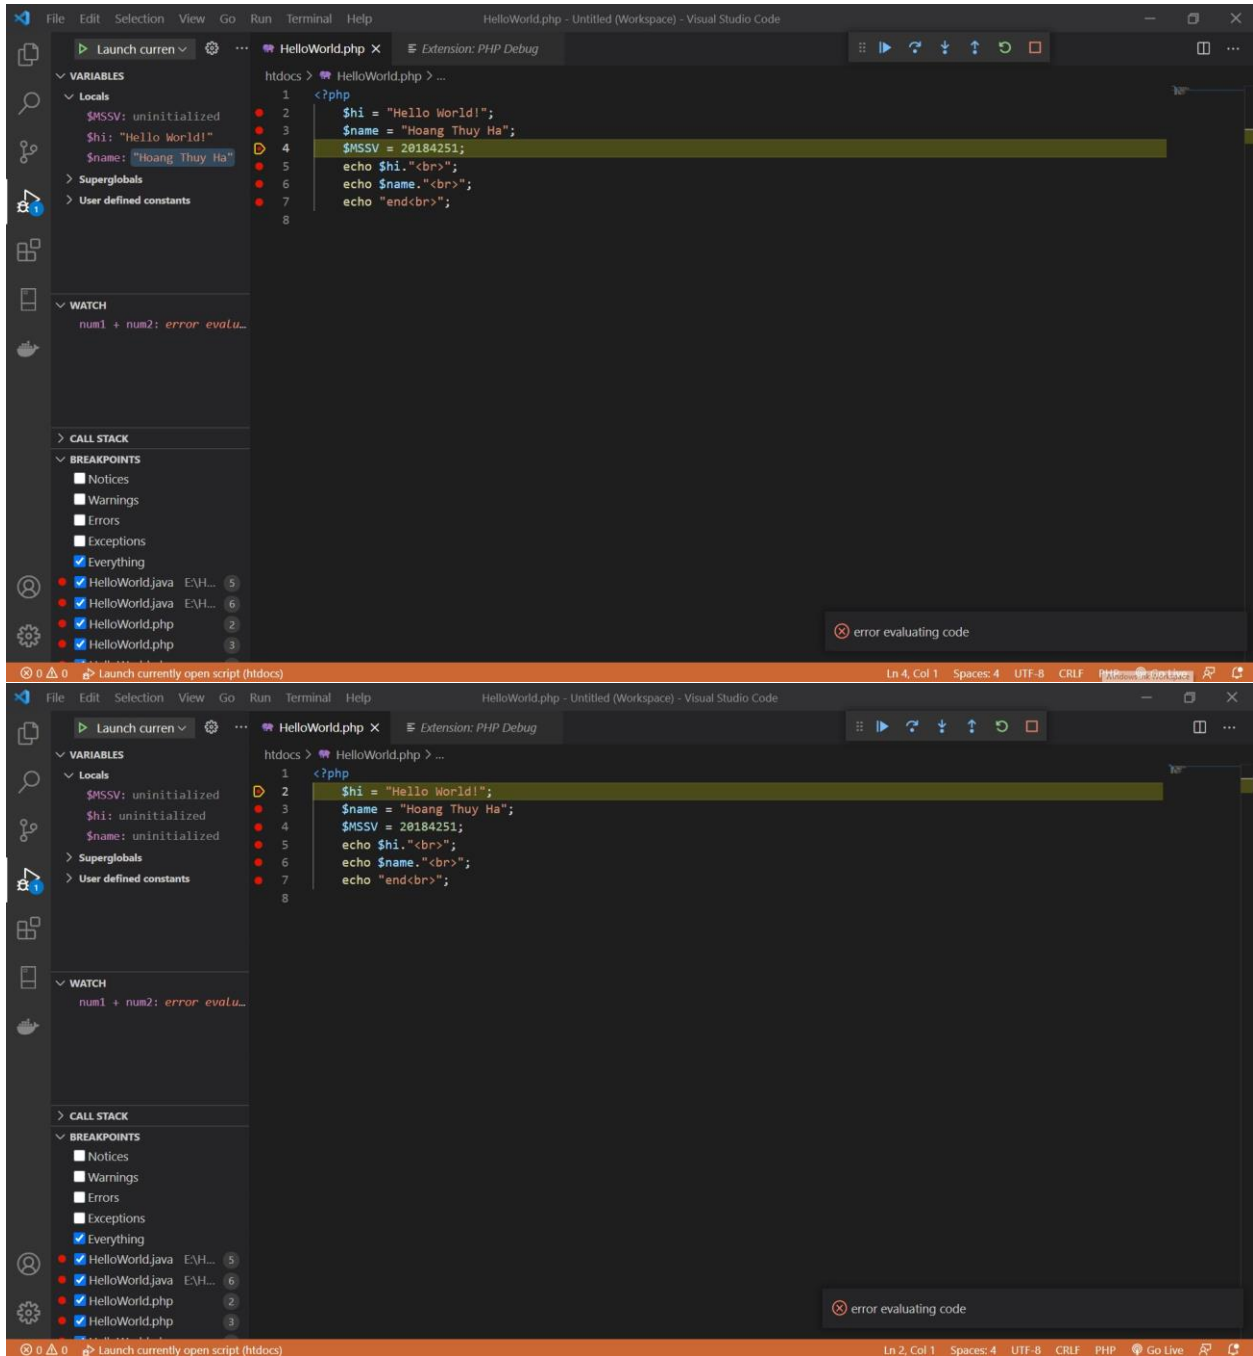 File Edit Selection View Go Run Terminal Help HelloWorld.php - Untitled (Workspace) - Visual Studio Code
Launch curren HelloWorld.php Extension: PHP Debug
VARIABLES
Locals
$MSSV: uninitialized
$hi: "Hello World!"
$name: "Hoang Thuy Ha"
Superglobals
User defined constants
WATCH
num1 + num2: error evalu…
CALL STACK
BREAKPOINTS
Notices
Warnings
Errors
Exceptions
Everything
HelloWorld.java E:\H... 5
HelloWorld.java E:\H... 6
HelloWorld.php 2
HelloWorld.php 3
htdocs > HelloWorld.php > ...
1 <?php
2 $hi = "Hello World!";
3 $name = "Hoang Thuy Ha";
4 $MSSV = 20184251;
5 echo $hi."<br>";
6 echo $name."<br>";
7 echo "end<br>";
8
error evaluating code
0 0 Launch currently open script (htdocs) Ln 4, Col 1 Spaces: 4 UTF-8 CRLF
File Edit Selection View Go Run Terminal Help HelloWorld.php - Untitled (Workspace) - Visual Studio Code
Launch curren HelloWorld.php Extension: PHP Debug
VARIABLES
Locals
$MSSV: uninitialized
$hi: uninitialized
$name: uninitialized
Superglobals
User defined constants
WATCH
num1 + num2: error evalu…
CALL STACK
BREAKPOINTS
Notices
Warnings
Errors
Exceptions
Everything
HelloWorld.java E:\H... 5
HelloWorld.java E:\H... 6
HelloWorld.php 2
HelloWorld.php 3
htdocs > HelloWorld.php > ...
1 <?php
2 $hi = "Hello World!";
3 $name = "Hoang Thuy Ha";
4 $MSSV = 20184251;
5 echo $hi."<br>";
6 echo $name."<br>";
7 echo "end<br>";
8
error evaluating code
0 0 Launch currently open script (htdocs) Ln 2, Col 1 Spaces: 4 UTF-8 CRLF PHP Go Live